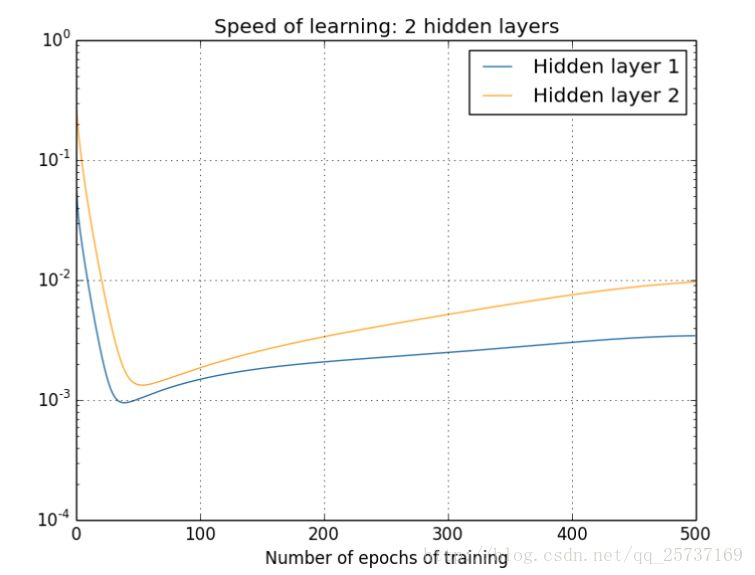 Speed of learning: 2 hidden layers
Hidden layer 1
Hidden layer 2
10^0
10^-1
10^-2
10^-3
10^-4
0 100 200 300 400 500
Number of epochs of training
https://blog.csdn.net/qq_25737169